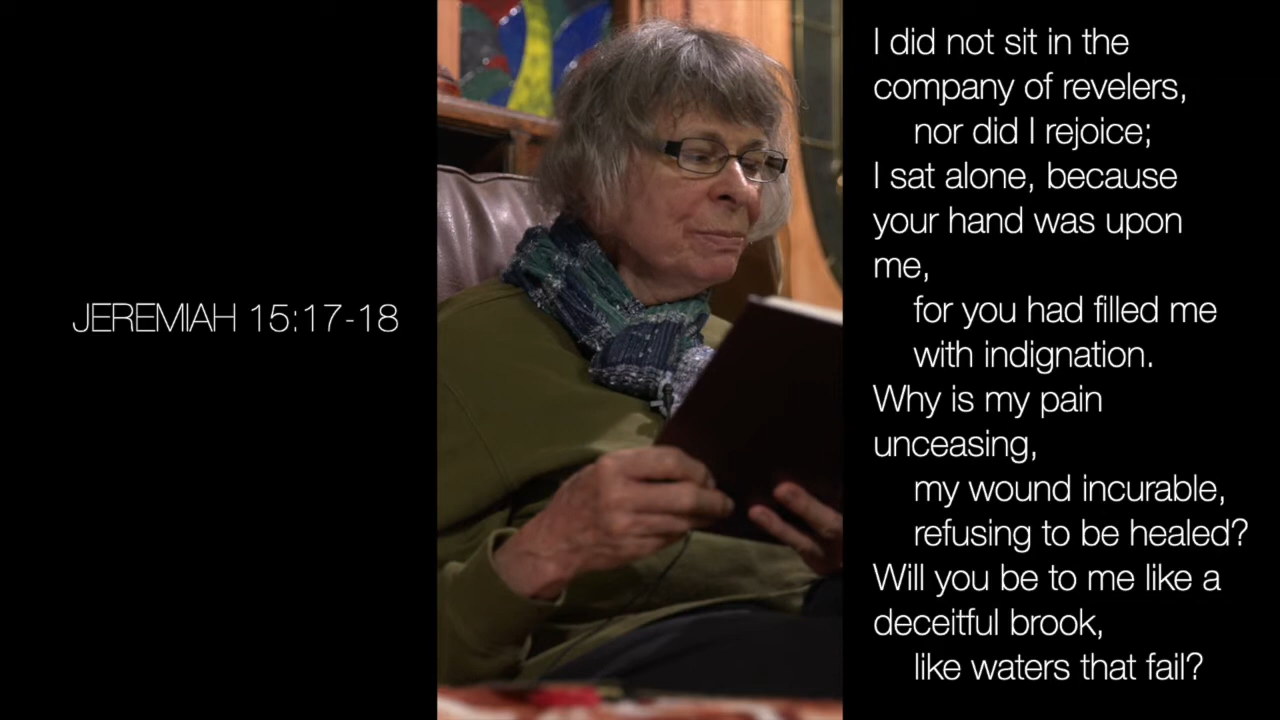 JEREMIAH 15:17-18
I did not sit in the
company of revelers,
nor did I rejoice;
I sat alone, because
your hand was upon
me,
for you had filled me
with indignation.
Why is my pain
unceasing,
my wound incurable,
refusing to be healed?
Will you be to me like a
deceitful brook,
like waters that fail?